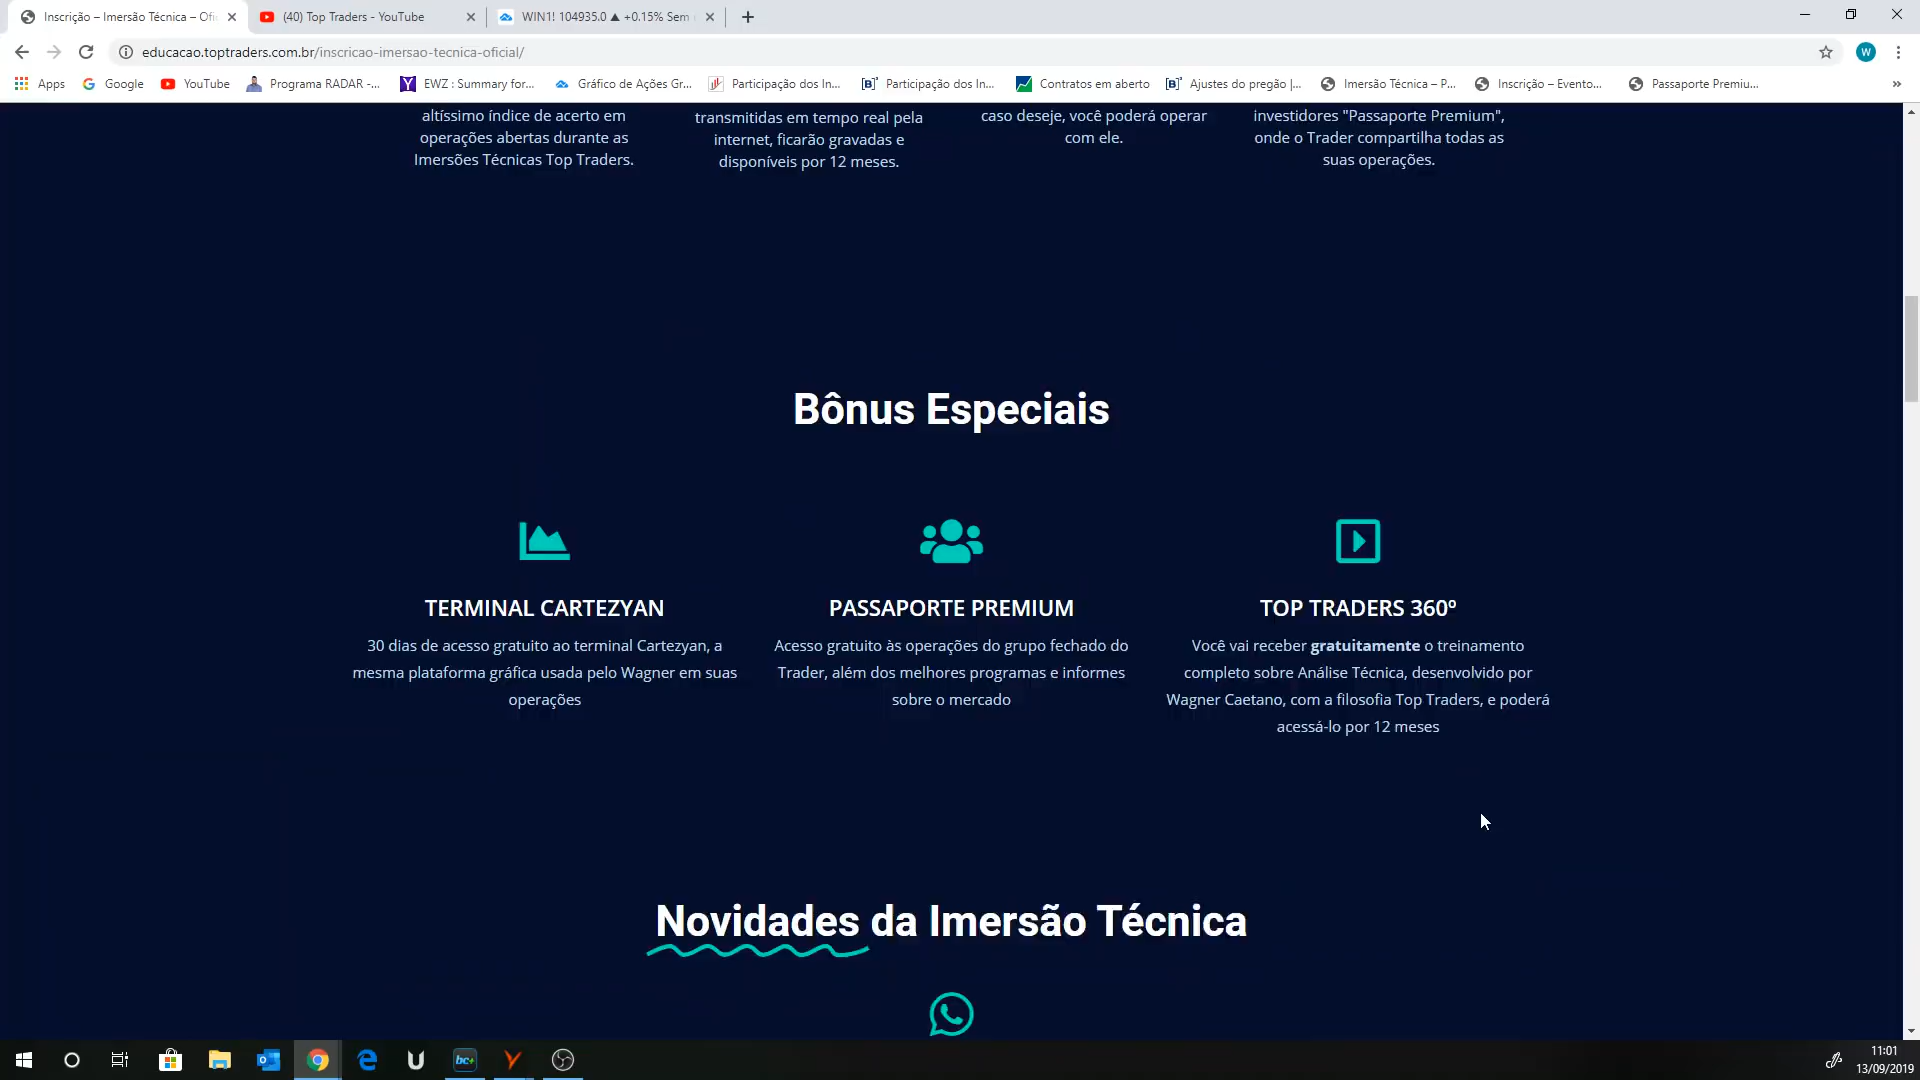 Inscrição – Imersão Técnica – Ofi
(40) Top Traders - YouTube
WIN1! 104935.0 ▲ +0.15% Sem
educacao.toptraders.com.br/inscricao-imersao-tecnica-oficial/
W
Apps
Google
YouTube
Programa RADAR -...
EWZ : Summary for...
Gráfico de Ações Gr...
Participação dos In...
Participação dos In...
Contratos em aberto
Ajustes do pregão |...
Imersão Técnica – P...
Inscrição – Evento...
Passaporte Premiu...
altíssimo índice de acerto em
operações abertas durante as
Imersões Técnicas Top Traders.
transmitidas em tempo real pela
internet, ficarão gravadas e
disponíveis por 12 meses.
caso deseje, você poderá operar
com ele.
investidores "Passaporte Premium",
onde o Trader compartilha todas as
suas operações.
Bônus Especiais
TERMINAL CARTEZYAN
30 dias de acesso gratuito ao terminal Cartezyan, a
mesma plataforma gráfica usada pelo Wagner em suas
operações
PASSAPORTE PREMIUM
Acesso gratuito às operações do grupo fechado do
Trader, além dos melhores programas e informes
sobre o mercado
TOP TRADERS 360º
Você vai receber gratuitamente o treinamento
completo sobre Análise Técnica, desenvolvido por
Wagner Caetano, com a filosofia Top Traders, e poderá
acessá-lo por 12 meses
Novidades da Imersão Técnica
bc+
11:01
13/09/2019